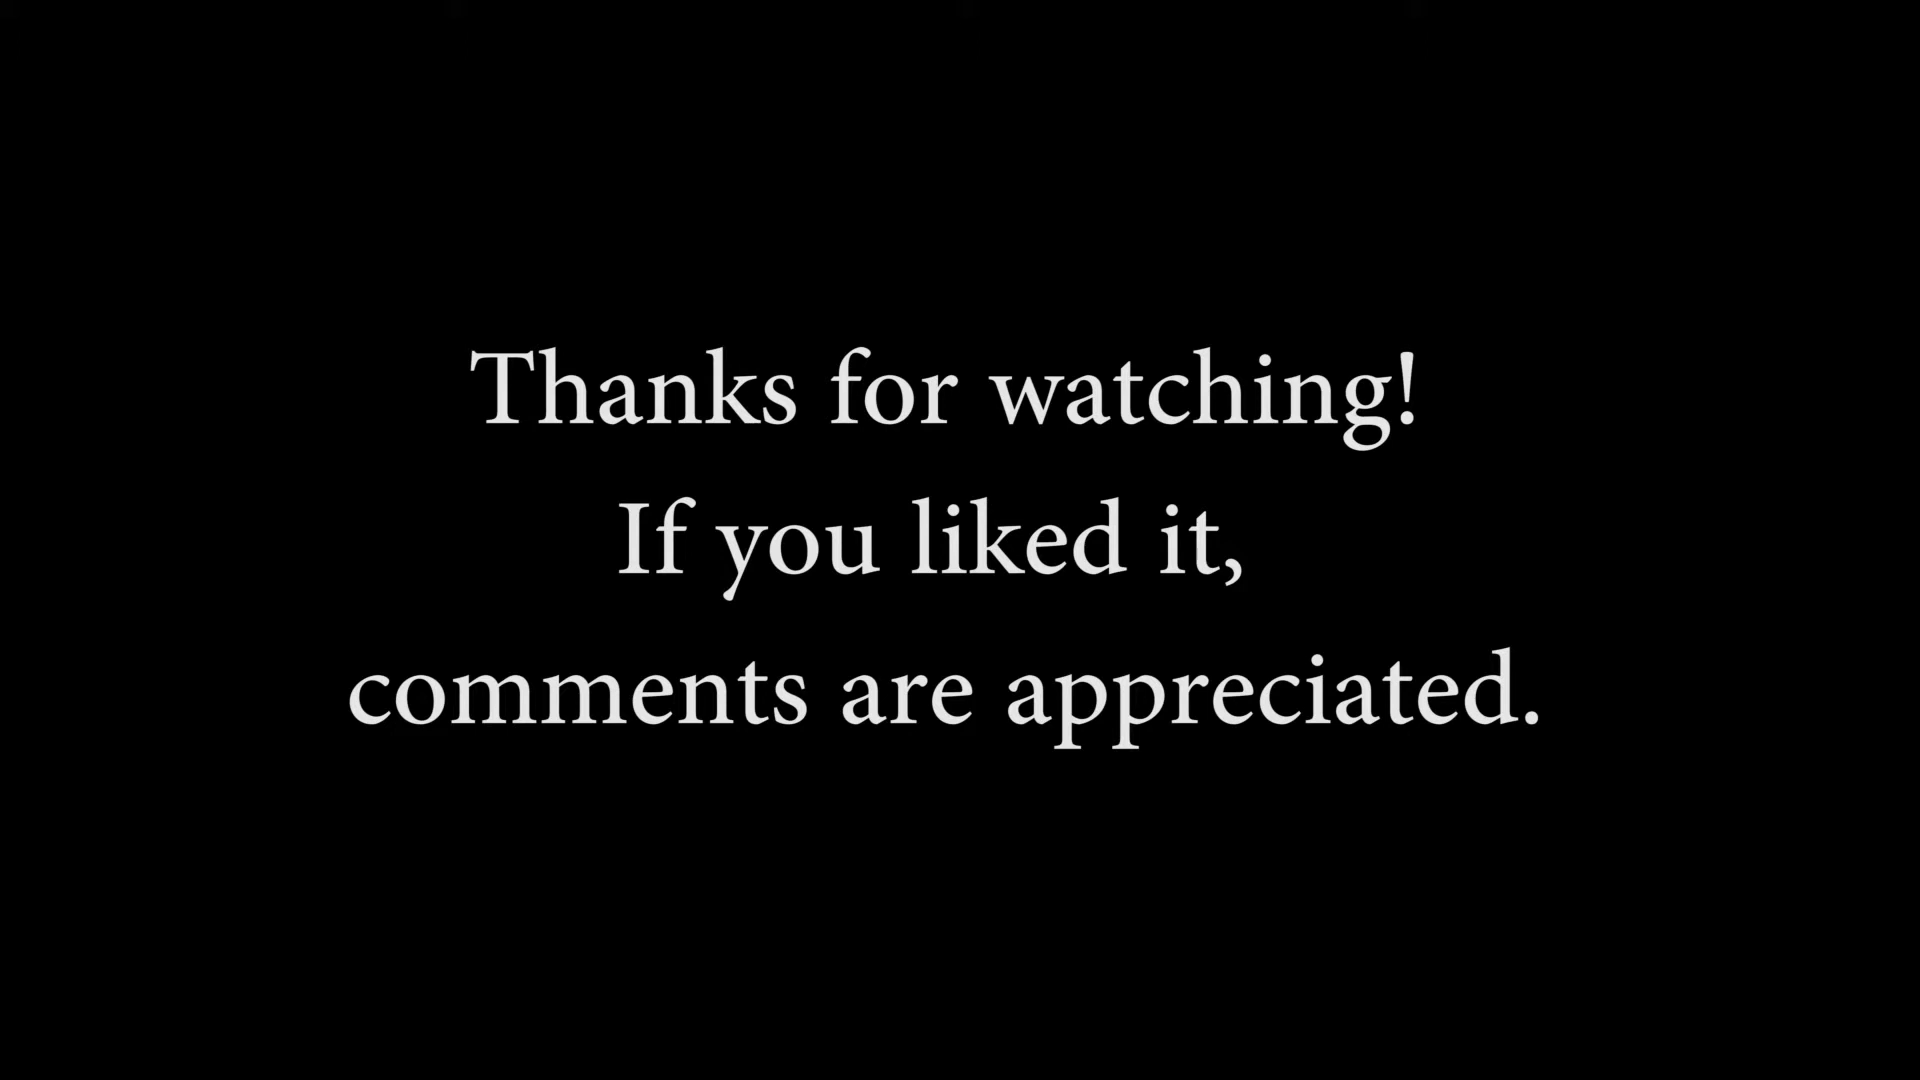 Thanks for watching!
If you liked it,
comments are appreciated.